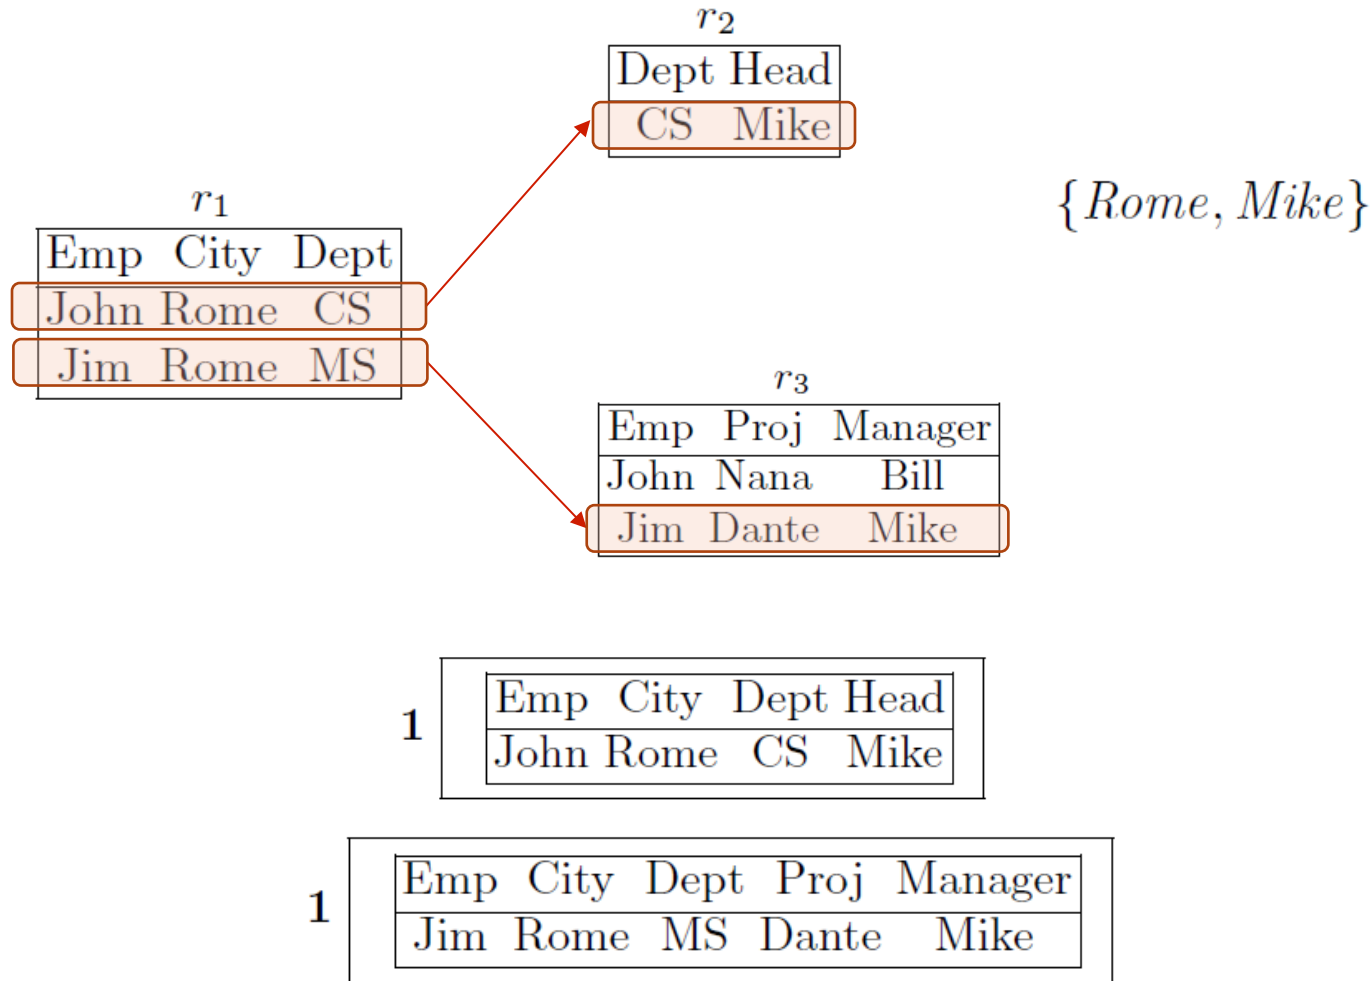 r2
Dept Head
CS Mike
{Rome, Mike}
r1
Emp City Dept
John Rome CS
Jim Rome MS
r3
Emp Proj Manager
John Nana Bill
Jim Dante Mike
1
Emp City Dept Head
John Rome CS Mike
1
Emp City Dept Proj Manager
Jim Rome MS Dante Mike